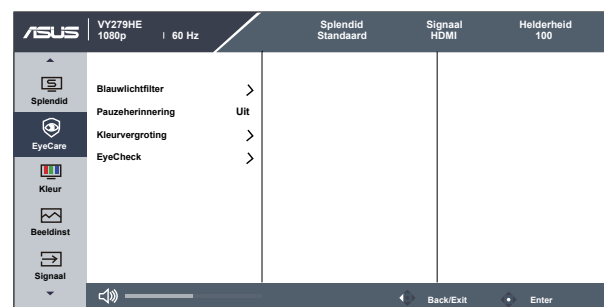 ASUS
VY279HE
1080p 60 Hz
Splendid
Standaard
Signaal
HDMI
Helderheid
100
Splendid
EyeCare
Kleur
Beeldinst
Signaal
Blauwlichtfilter
Pauzeherinnering Uit
Kleurvergroting
EyeCheck
Back/Exit
Enter